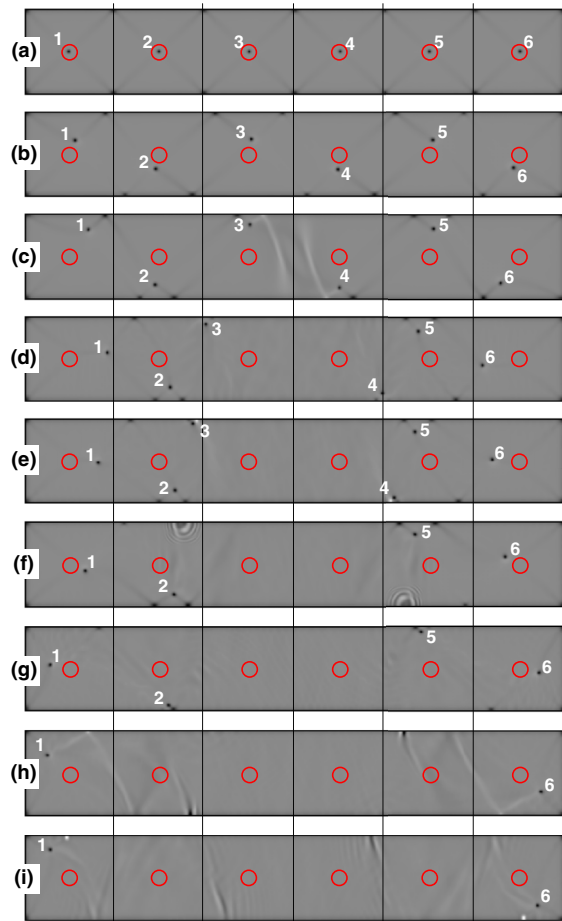 (a) 1 2 3 4 5 6
(b) 1 2 3 4 5 6
(c) 1 2 3 4 5 6
(d) 1 2 3 4 5 6
(e) 1 2 3 4 5 6
(f) 1 2 5 6
(g) 1 2 5 6
(h) 1 6
(i) 1 6